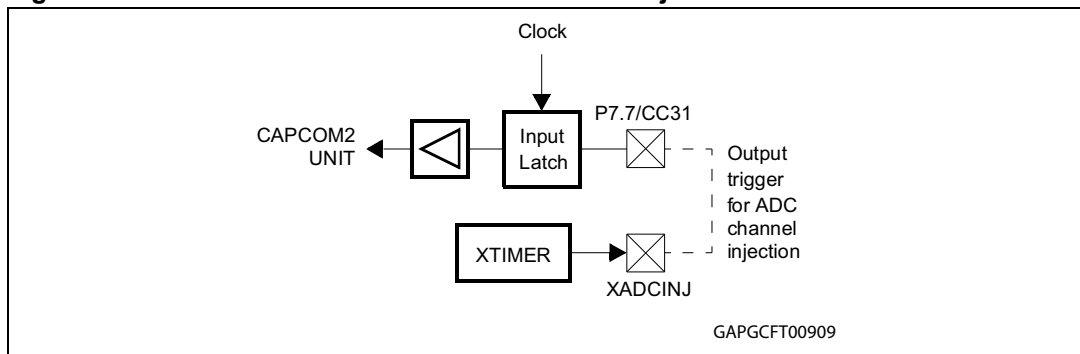 Clock
P7.7/CC31
CAPCOM2
UNIT
Input
Latch
Output
trigger
for ADC
channel
injection
XTIMER
XADCINJ
GAPGCFT00909